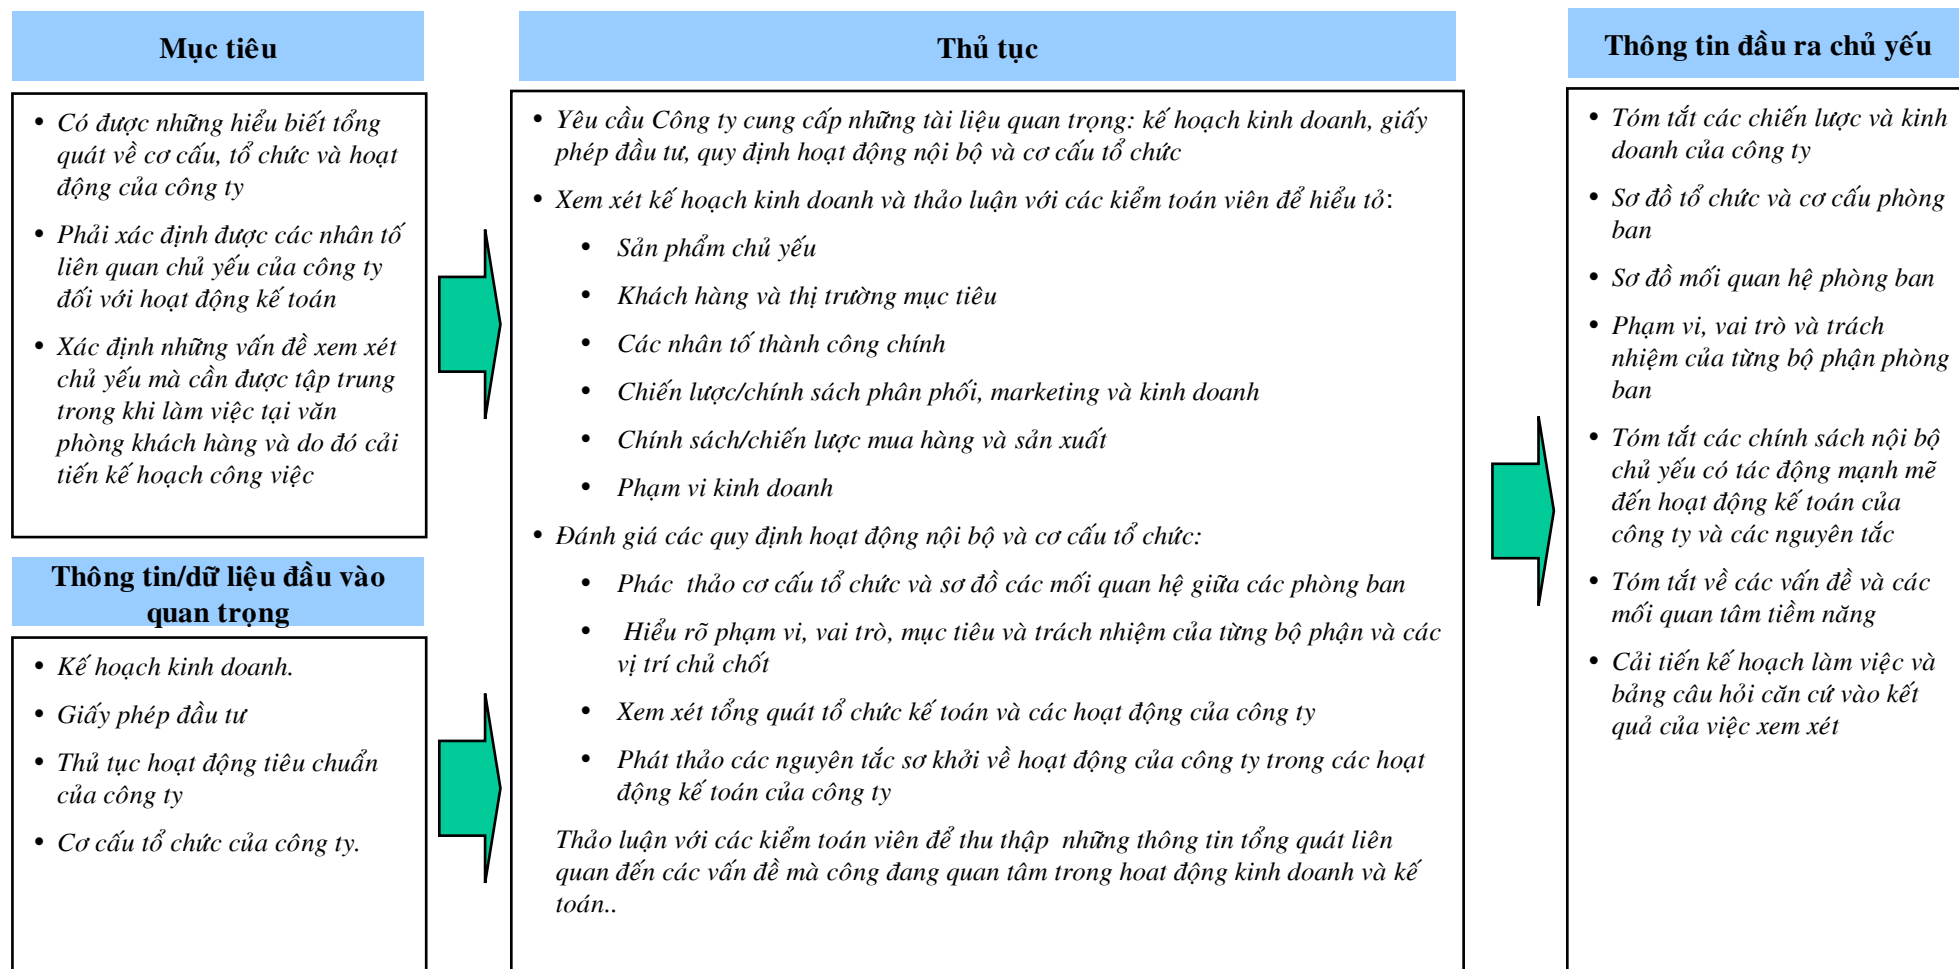 Mục tiêu
• Có được những hiểu biết tổng
quát về cơ cấu, tổ chức và hoạt
động của công ty
• Phải xác định được các nhân tố
liên quan chủ yếu của công ty
đối với hoạt động kế toán
• Xác định những vấn đề xem xét
chủ yếu mà cần được tập trung
trong khi làm việc tại văn
phòng khách hàng và do đó cải
tiến kế hoạch công việc
Thông tin/dữ liệu đầu vào
quan trọng
• Kế hoạch kinh doanh.
• Giấy phép đầu tư
• Thủ tục hoạt động tiêu chuẩn
của công ty
• Cơ cấu tổ chức của công ty.
Thủ tục
• Yêu cầu Công ty cung cấp những tài liệu quan trọng: kế hoạch kinh doanh, giấy
phép đầu tư, quy định hoạt động nội bộ và cơ cấu tổ chức
• Xem xét kế hoạch kinh doanh và thảo luận với các kiểm toán viên để hiểu tỏ:
• Sản phẩm chủ yếu
• Khách hàng và thị trường mục tiêu
• Các nhân tố thành công chính
• Chiến lược/chính sách phân phối, marketing và kinh doanh
• Chính sách/chiến lược mua hàng và sản xuất
• Phạm vi kinh doanh
• Đánh giá các quy định hoạt động nội bộ và cơ cấu tổ chức:
• Phác thảo cơ cấu tổ chức và sơ đồ các mối quan hệ giữa các phòng ban
• Hiểu rõ phạm vi, vai trò, mục tiêu và trách nhiệm của từng bộ phận và các
vị trí chủ chốt
• Xem xét tổng quát tổ chức kế toán và các hoạt động của công ty
• Phát thảo các nguyên tắc sơ khởi về hoạt động của công ty trong các hoạt
động kế toán của công ty
Thảo luận với các kiểm toán viên để thu thập những thông tin tổng quát liên
quan đến các vấn đề mà công đang quan tâm trong hoat động kinh doanh và kế
toán..
Thông tin đầu ra chủ yếu
• Tóm tắt các chiến lược và kinh
doanh của công ty
• Sơ đồ tổ chức và cơ cấu phòng
ban
• Sơ đồ mối quan hệ phòng ban
• Phạm vi, vai trò và trách
nhiệm của từng bộ phận phòng
ban
• Tóm tắt các chính sách nội bộ
chủ yếu có tác động mạnh mẽ
đến hoạt động kế toán của
công ty và các nguyên tắc
• Tóm tắt về các vấn đề và các
mối quan tâm tiềm năng
• Cải tiến kế hoạch làm việc và
bảng câu hỏi căn cứ vào kết
quả của việc xem xét